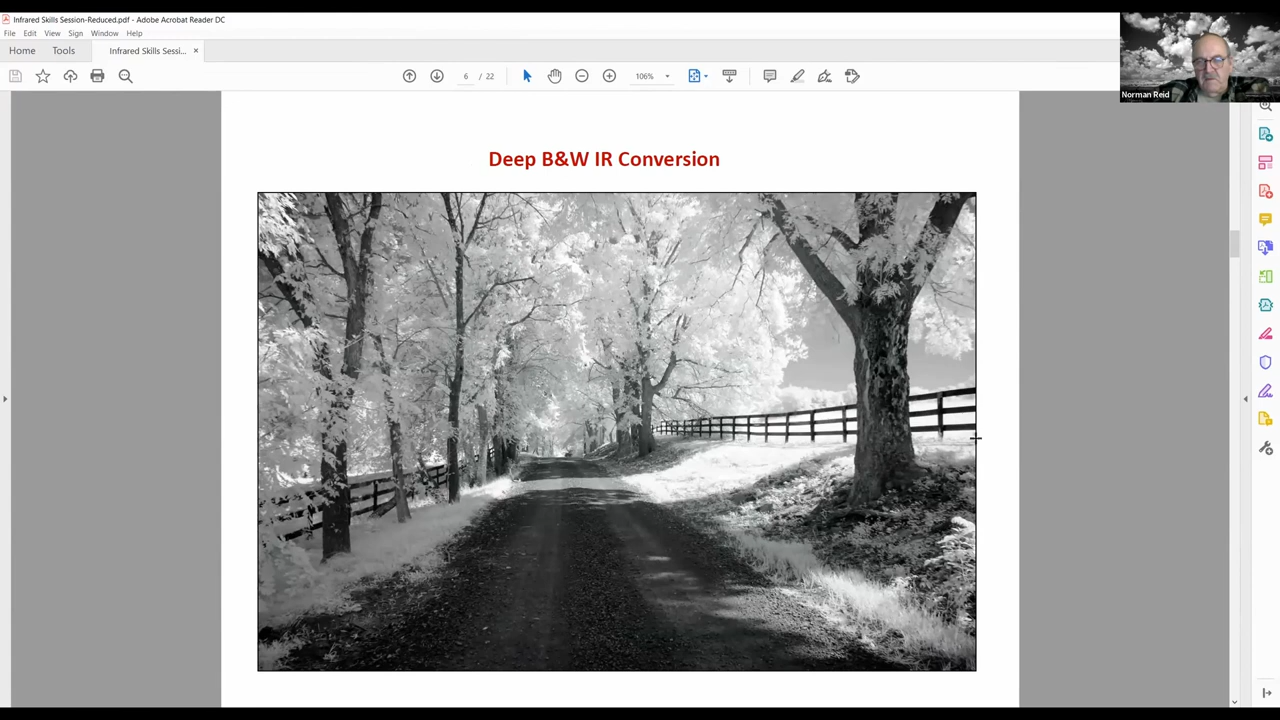 Infrared Skills Session-Reduced.pdf - Adobe Acrobat Reader DC
File Edit View Sign Window Help
Home Tools Infrared Skills Sessi... ×
6 / 22 106%
Norman Reid
Deep B&W IR Conversion